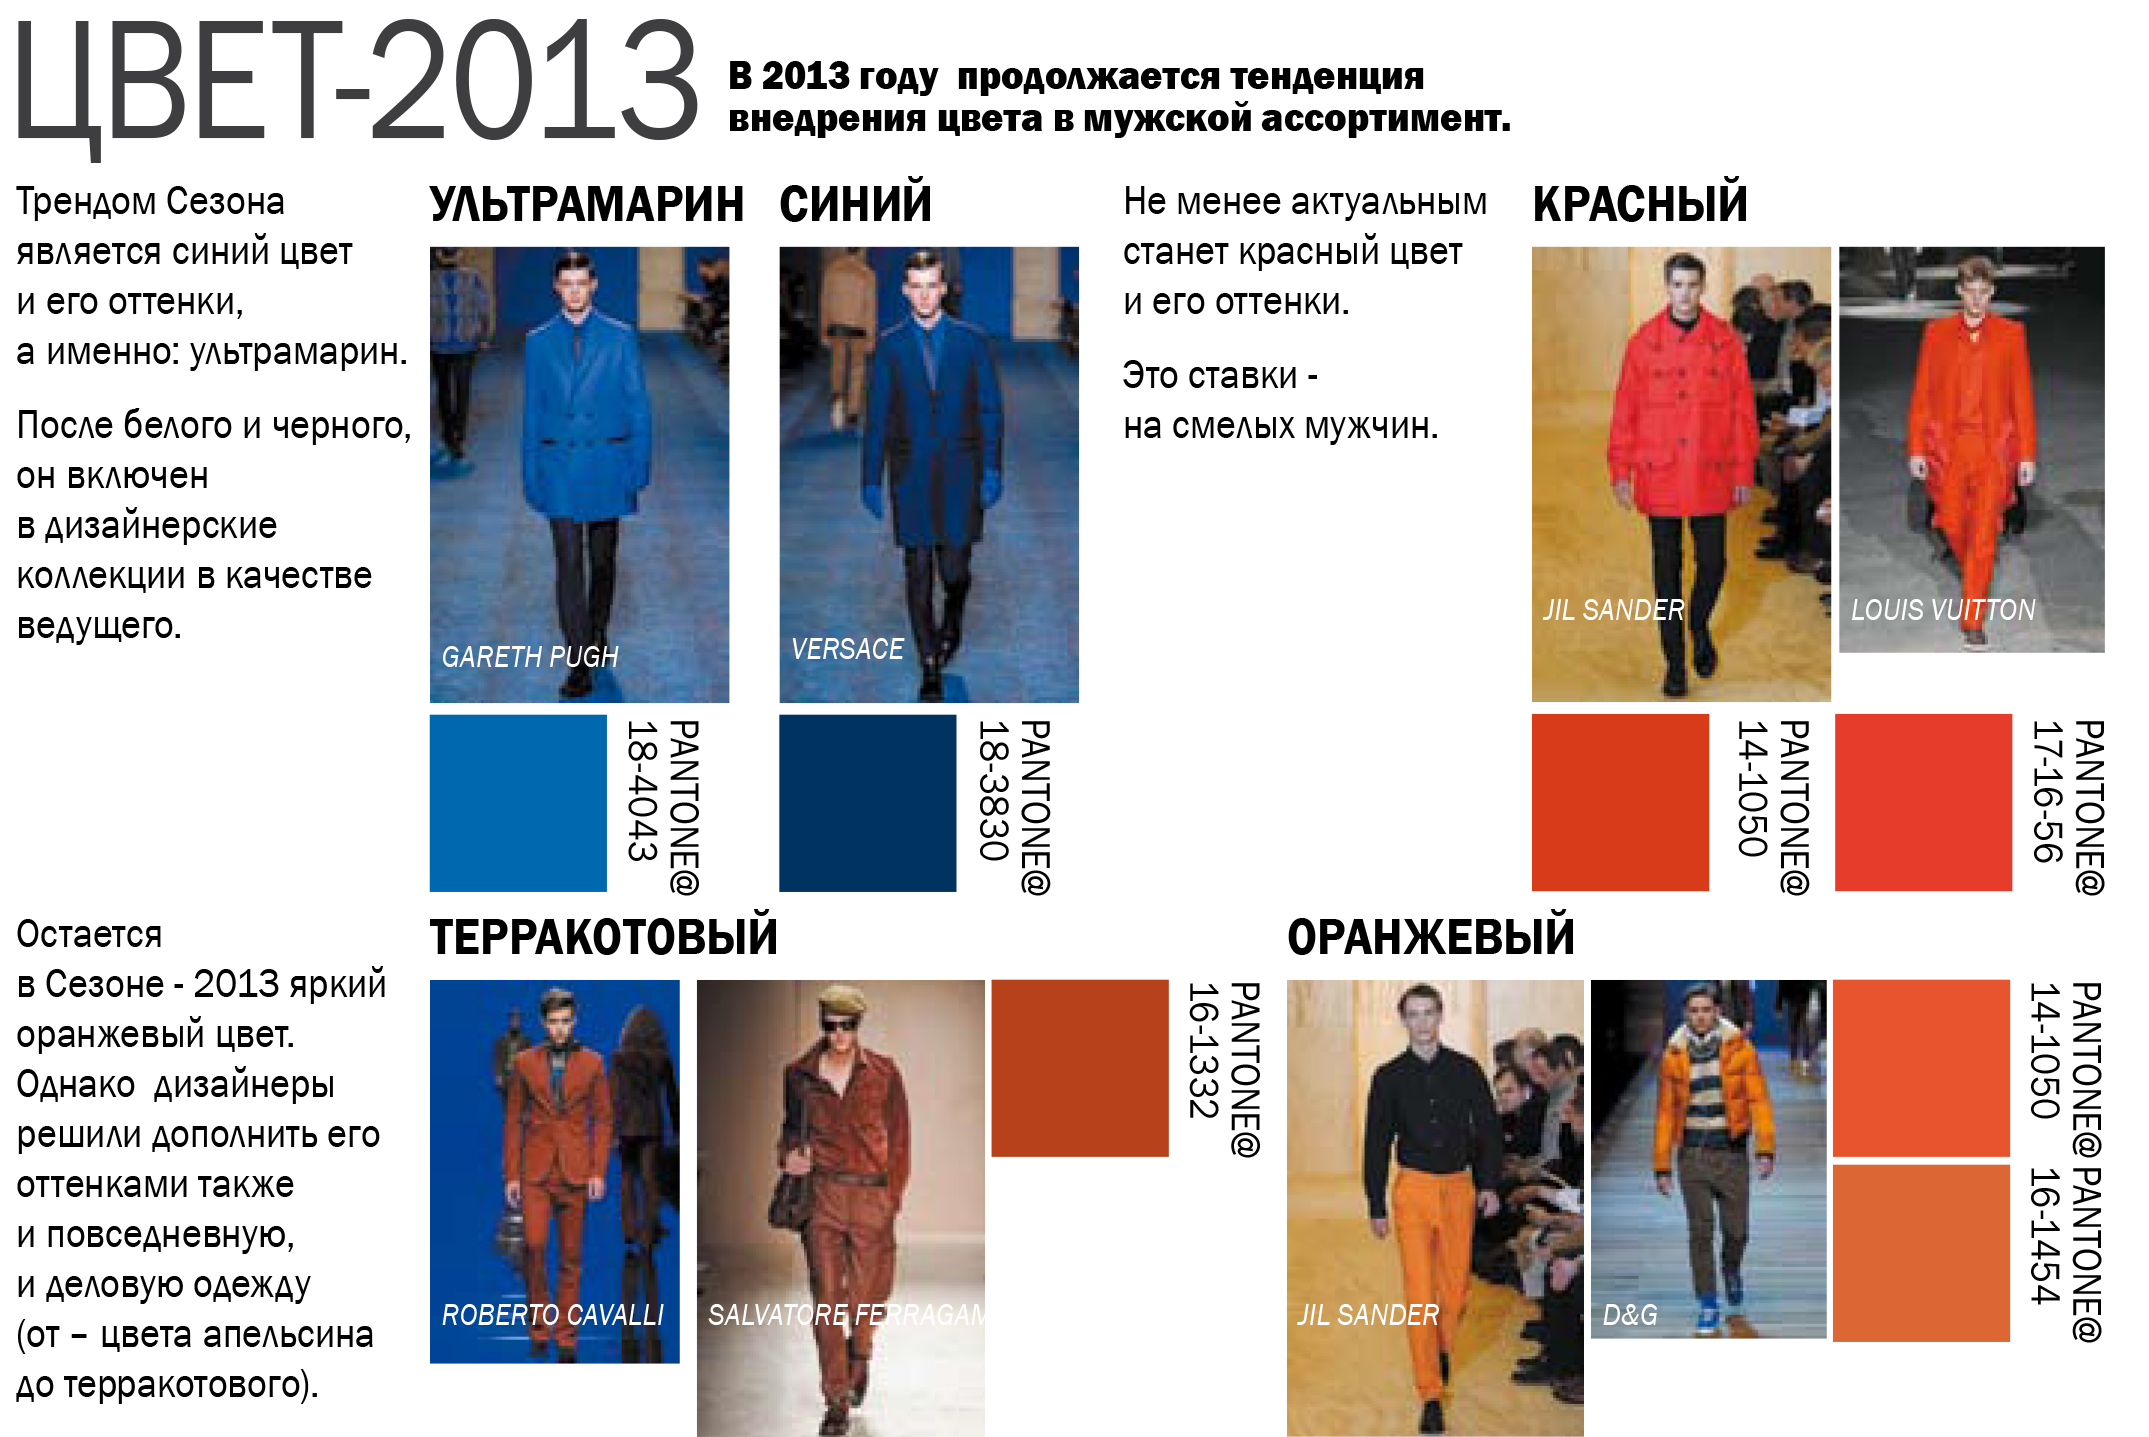 ЦВЕТ-2013
В 2013 году  продолжается тенденция
внедрения цвета в мужской ассортимент.
Трендом Сезона
является синий цвет
и его оттенки,
а именно: ультрамарин.
После белого и черного,
он включен
в дизайнерские
коллекции в качестве
ведущего.
УЛЬТРАМАРИН
GARETH PUGH
PANTONE@
18-4043
СИНИЙ
VERSACE
PANTONE@
18-3830
Не менее актуальным
станет красный цвет
и его оттенки.
Это ставки -
на смелых мужчин.
КРАСНЫЙ
JIL SANDER
LOUIS VUITTON
PANTONE@
14-1050
PANTONE@
17-16-56
Остается
в Сезоне - 2013 яркий
оранжевый цвет.
Однако  дизайнеры
решили дополнить его
оттенками также
и повседневную,
и деловую одежду
(от – цвета апельсина
до терракотового).
ТЕРРАКОТОВЫЙ
ROBERTO CAVALLI
SALVATORE FERRAGAM
PANTONE@
16-1332
ОРАНЖЕВЫЙ
JIL SANDER
D&G
PANTONE@
14-1050
PANTONE@
16-1454